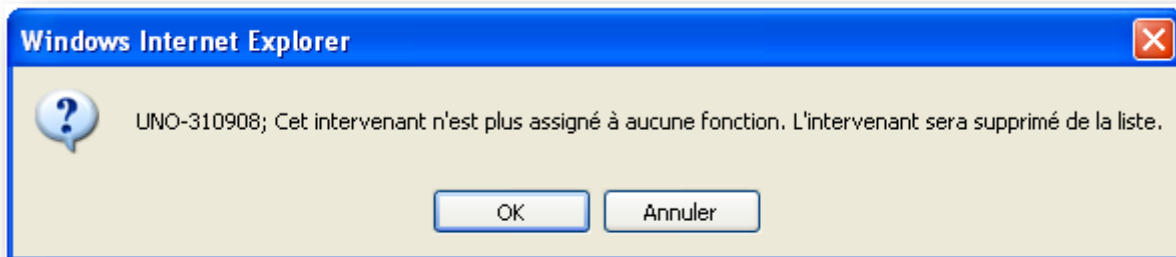 Windows Internet Explorer
UNO-310908; Cet intervenant n'est plus assigné à aucune fonction. L'intervenant sera supprimé de la liste.
OK
Annuler